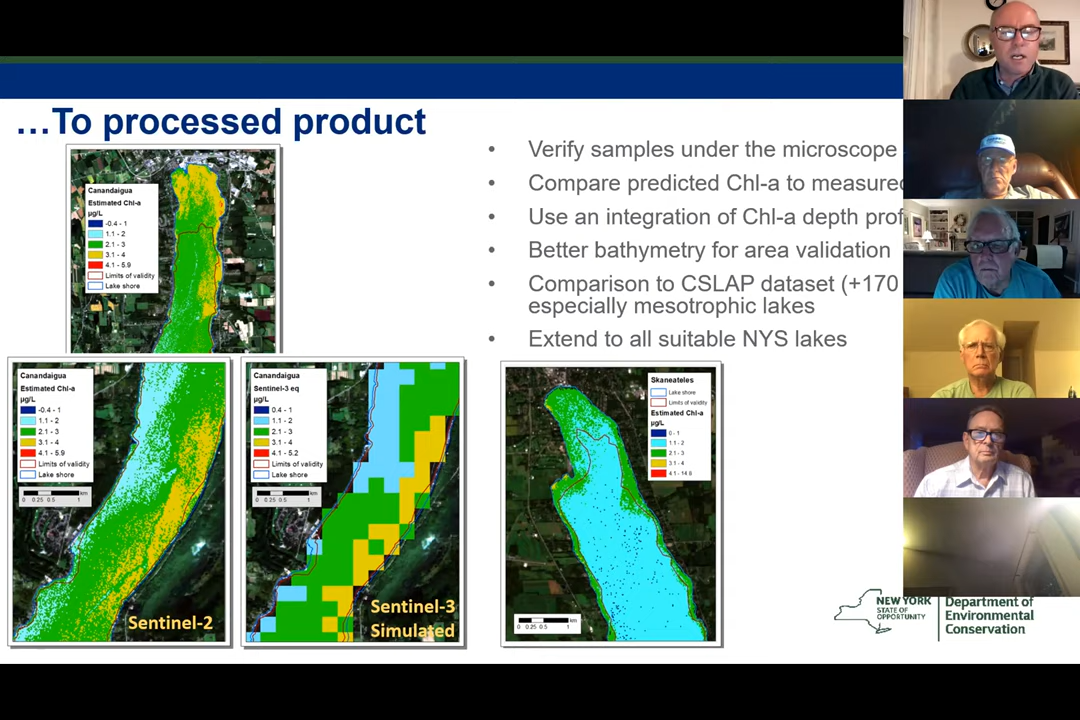 …To processed product
Canandaigua
Estimated Chl-a
µg/L
-0.4 - 1
1.1 - 2
2.1 - 3
3.1 - 4
4.1 - 5.9
Limits of validity
Lake shore
• Verify samples under the microscope
• Compare predicted Chl-a to measured
• Use an integration of Chl-a depth prof
• Better bathymetry for area validation
• Comparison to CSLAP dataset (+170
especially mesotrophic lakes
• Extend to all suitable NYS lakes
Canandaigua
Estimated Chl-a
µg/L
-0.4 - 1
1.1 - 2
2.1 - 3
3.1 - 4
4.1 - 5.9
Limits of validity
Lake shore
km
0 0.25 0.5 1
Sentinel-2
Canandaigua
Sentinel-3 eq
µg/L
0.4 - 1
1.1 - 2
2.1 - 3
3.1 - 4
4.1 - 5.2
Limits of validity
Lake shore
km
0 0.25 0.5 1
Sentinel-3
Simulated
Skaneateles
Lake shore
Limits of validity
Estimated Chl-a
µg/L
0 - 1
1.1 - 2
2.1 - 3
3.1 - 4
4.1 - 14.8
km
0 0.25 0.5 1
NEW YORK
STATE OF
OPPORTUNITY
Department of
Environmental
Conservation